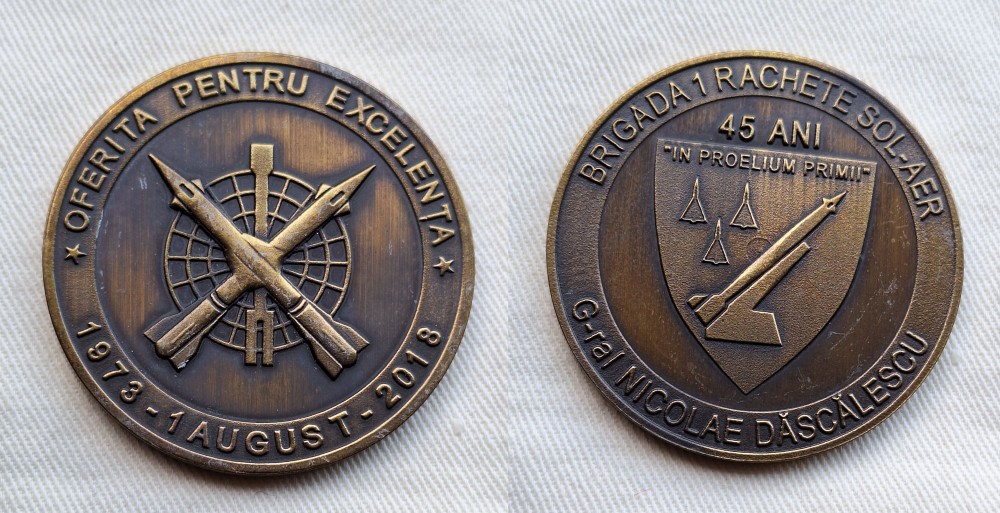 OFERITA PENTRU EXCELENȚA
1973 - 1 AUGUST - 2018
BRIGADA 1 RACHETE SOL-AER
45 ANI
"IN PROELIUM PRIMII"
G-ral NICOLAE DĂSCĂLESCU